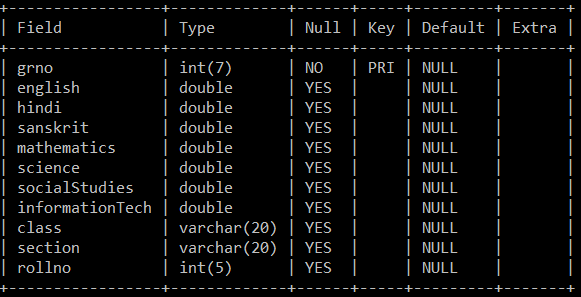 +----------------+-------------+------+-----+---------+-------+
| Field          | Type        | Null | Key | Default | Extra |
+----------------+-------------+------+-----+---------+-------+
| grno           | int(7)      | NO   | PRI | NULL    |       |
| english        | double      | YES  |     | NULL    |       |
| hindi          | double      | YES  |     | NULL    |       |
| sanskrit       | double      | YES  |     | NULL    |       |
| mathematics    | double      | YES  |     | NULL    |       |
| science        | double      | YES  |     | NULL    |       |
| socialStudies  | double      | YES  |     | NULL    |       |
| informationTech | double      | YES  |     | NULL    |       |
| class          | varchar(20) | YES  |     | NULL    |       |
| section        | varchar(20) | YES  |     | NULL    |       |
| rollno         | int(5)      | YES  |     | NULL    |       |
+----------------+-------------+------+-----+---------+-------+